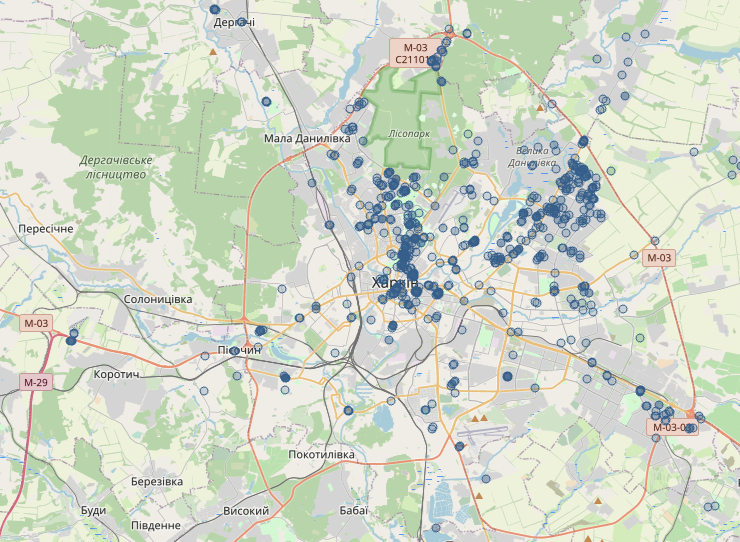 Дергачі
М-03
С21101
Лісопарк
Мала Данилівка
Велика
Данилівка
Дергачівське
лісництво
Пересічне
М-03
Солоницівка
Харків
М-03
Пісочин
М-29
Коротич
М-03-03
Покотилівка
Березівка
Буди
Високий
Бабаї
Південне